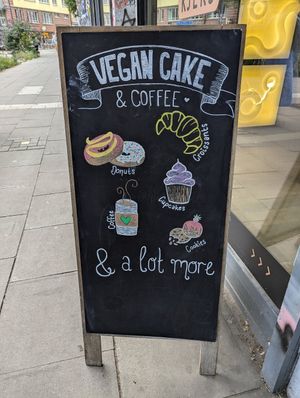 VEGAN CAKE
& COFFEE
Donuts
Croissants
Coffee
Cupcakes
Cookies
& a lot more